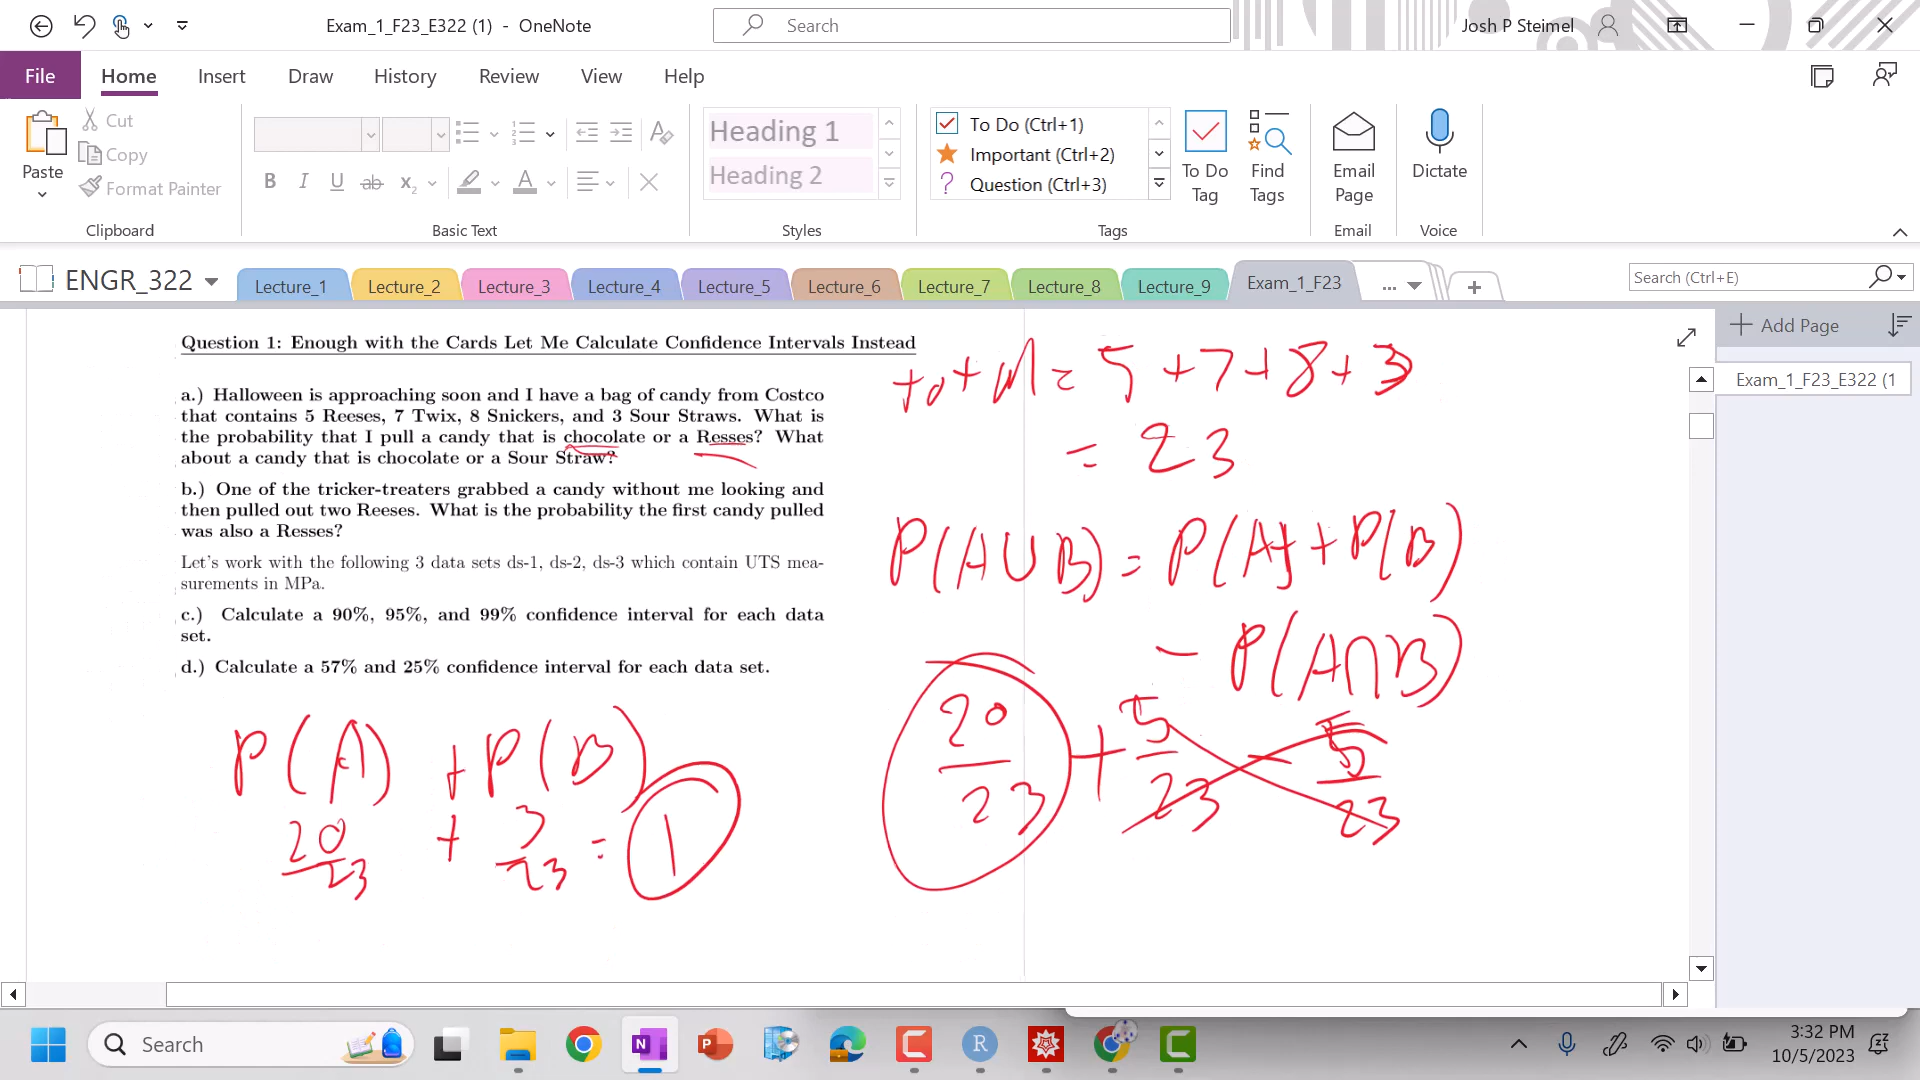 Exam_1_F23_E322 (1) - OneNote
Search
Josh P Steimel
File
Home
Insert
Draw
History
Review
View
Help
Paste
Cut
Copy
Format Painter
Clipboard
B I U ab x₂ A
Basic Text
Heading 1
Heading 2
Styles
To Do (Ctrl+1)
Important (Ctrl+2)
Question (Ctrl+3)
To Do Tag
Find Tags
Tags
Email Page
Email
Dictate
Voice
ENGR_322
Lecture_1
Lecture_2
Lecture_3
Lecture_4
Lecture_5
Lecture_6
Lecture_7
Lecture_8
Lecture_9
Exam_1_F23
...
Search (Ctrl+E)
Add Page
Exam_1_F23_E322 (1
Question 1: Enough with the Cards Let Me Calculate Confidence Intervals Instead
a.) Halloween is approaching soon and I have a bag of candy from Costco
that contains 5 Reeses, 7 Twix, 8 Snickers, and 3 Sour Straws. What is
the probability that I pull a candy that is chocolate or a Resses? What
about a candy that is chocolate or a Sour Straw?
b.) One of the tricker-treaters grabbed a candy without me looking and
then pulled out two Reeses. What is the probability the first candy pulled
was also a Resses?
Let's work with the following 3 data sets ds-1, ds-2, ds-3 which contain UTS mea-
surements in MPa.
c.) Calculate a 90%, 95%, and 99% confidence interval for each data
set.
d.) Calculate a 57% and 25% confidence interval for each data set.
P(A) + P(B)
20/23 + 3/23 = 1
total = 5 + 7 + 8 + 3
= 23
P(A∪B) = P(A) + P(B)
- P(A∩B)
20/23 + 5/23 - 5/23
Search
3:32 PM
10/5/2023